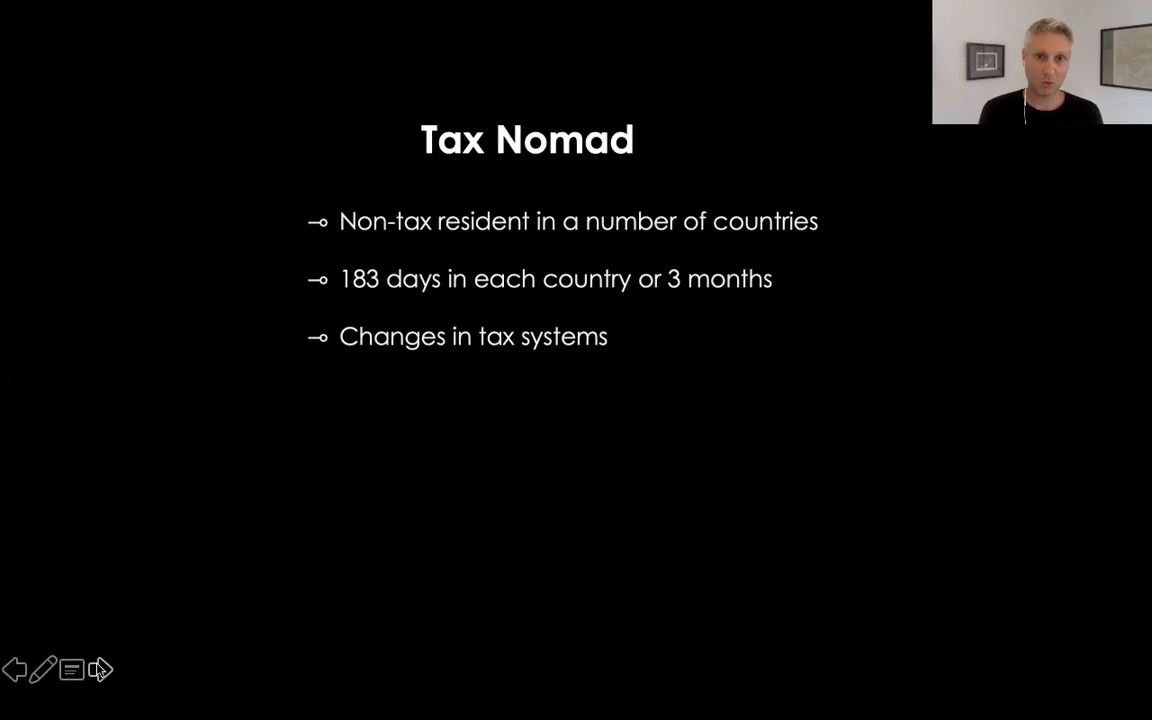 Tax Nomad
Non-tax resident in a number of countries
183 days in each country or 3 months
Changes in tax systems